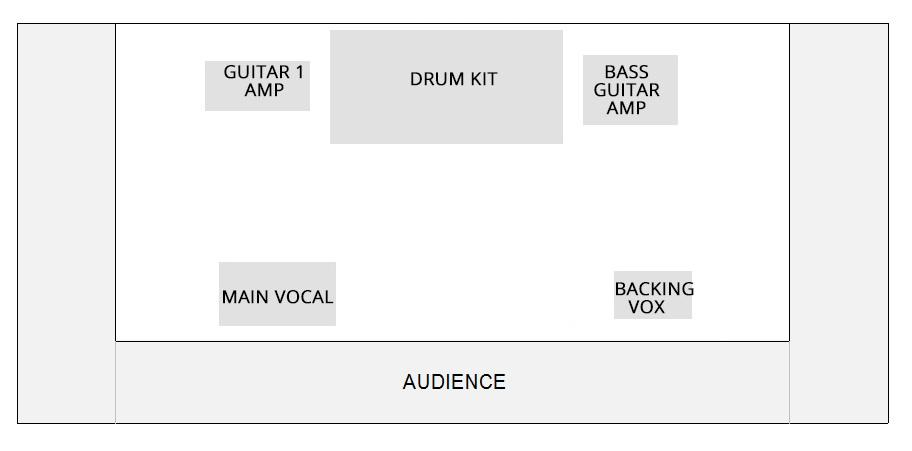 GUITAR 1
AMP
DRUM KIT
BASS
GUITAR
AMP
MAIN VOCAL
BACKING
VOX
AUDIENCE